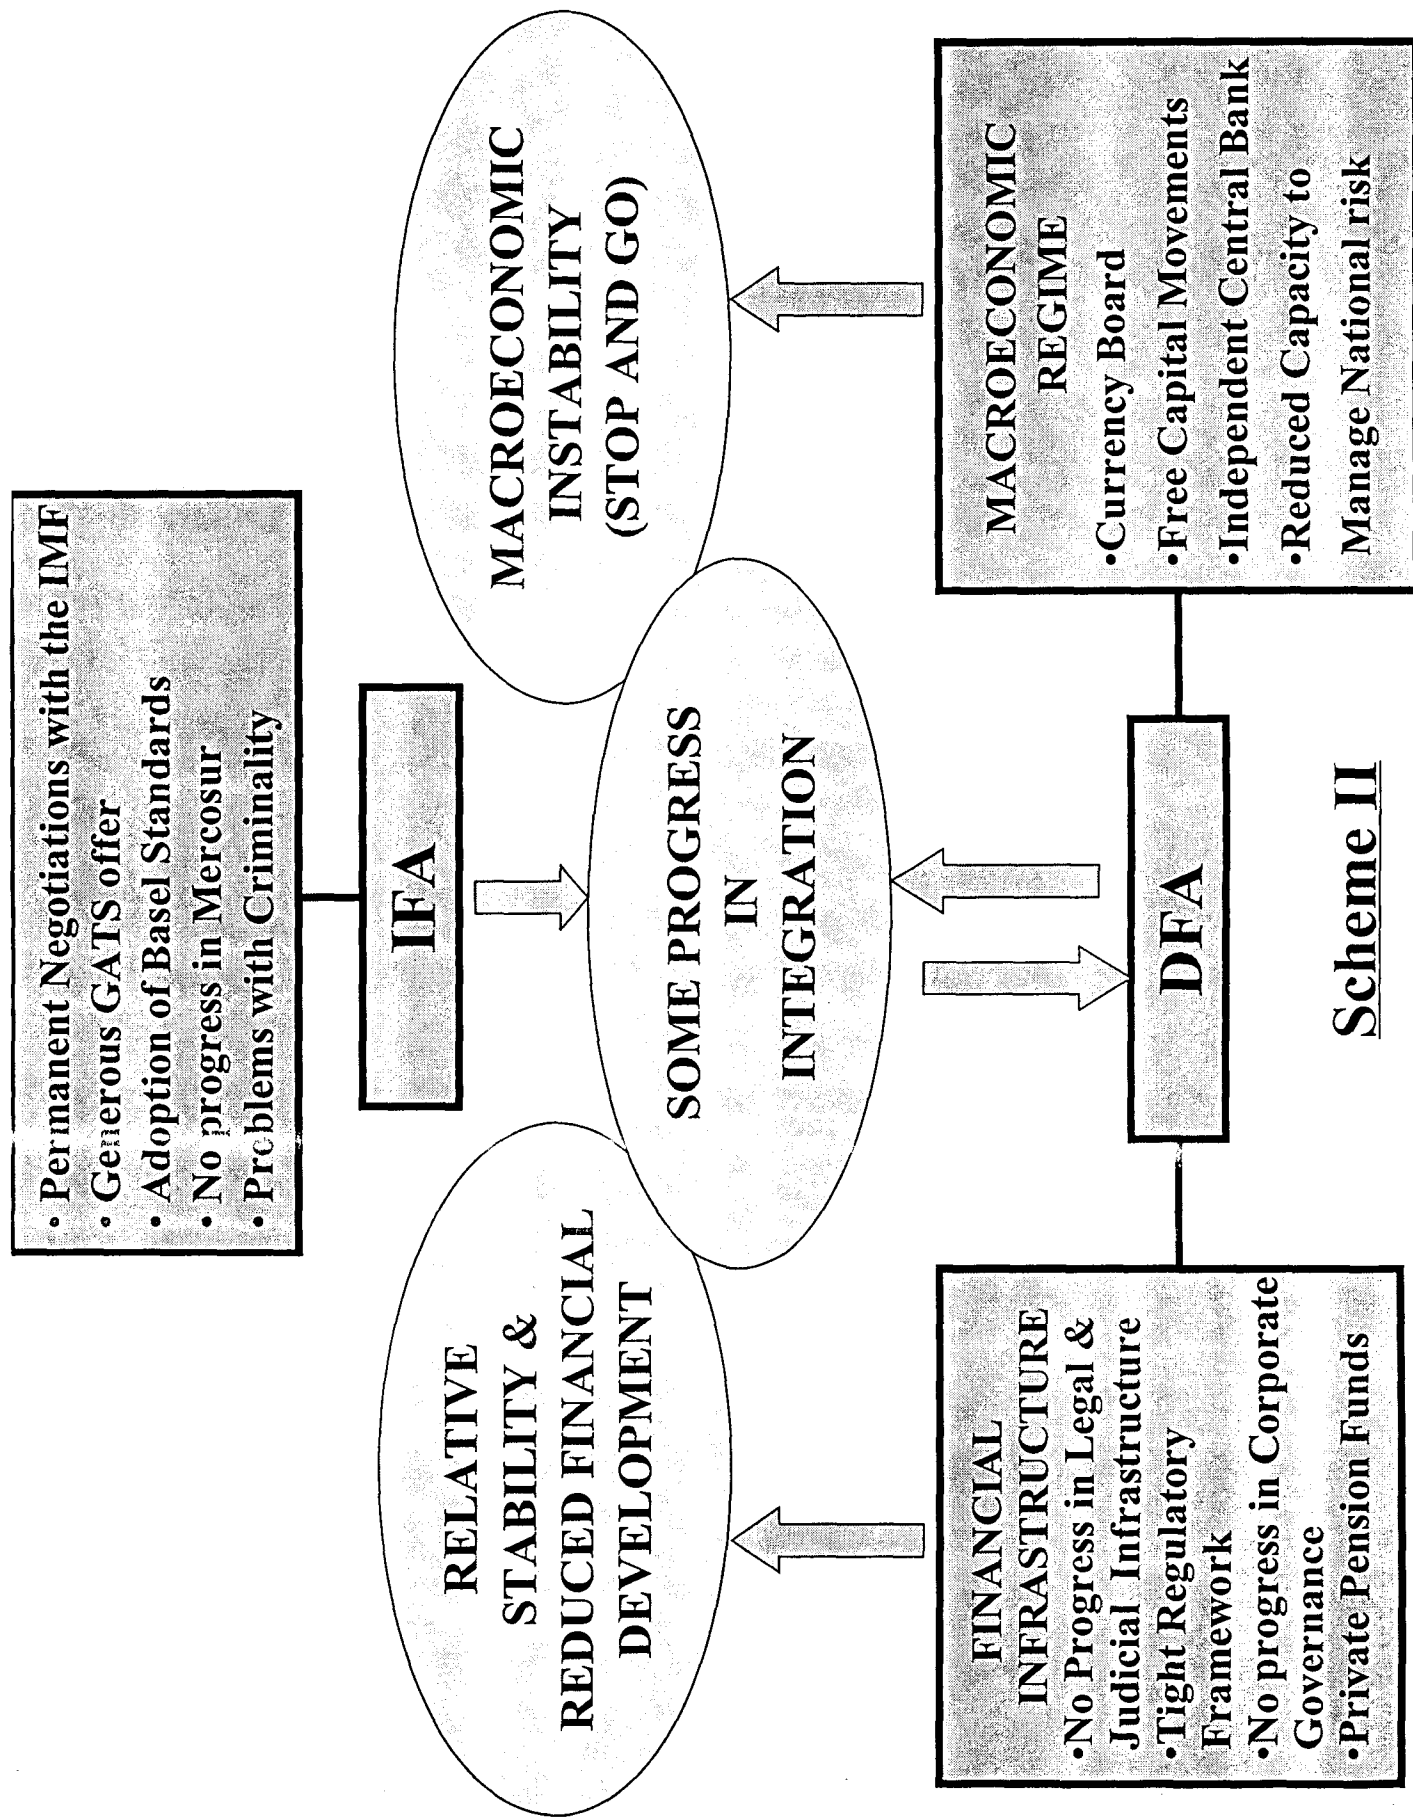 • Permanent Negotiations with the IMF
• Generous GATS offer
• Adoption of Basel Standards
• No progress in Mercosur
• Problems with Criminality
IFA
RELATIVE
STABILITY &
REDUCED FINANCIAL
DEVELOPMENT
SOME PROGRESS
IN
INTEGRATION
MACROECONOMIC
INSTABILITY
(STOP AND GO)
FINANCIAL
INFRASTRUCTURE
•No Progress in Legal &
Judicial Infrastructure
•Tight Regulatory
Framework
•No progress in Corporate
Governance
•Private Pension Funds
DFA
MACROECONOMIC
REGIME
•Currency Board
•Free Capital Movements
•Independent Central Bank
•Reduced Capacity to
Manage National risk
Scheme II